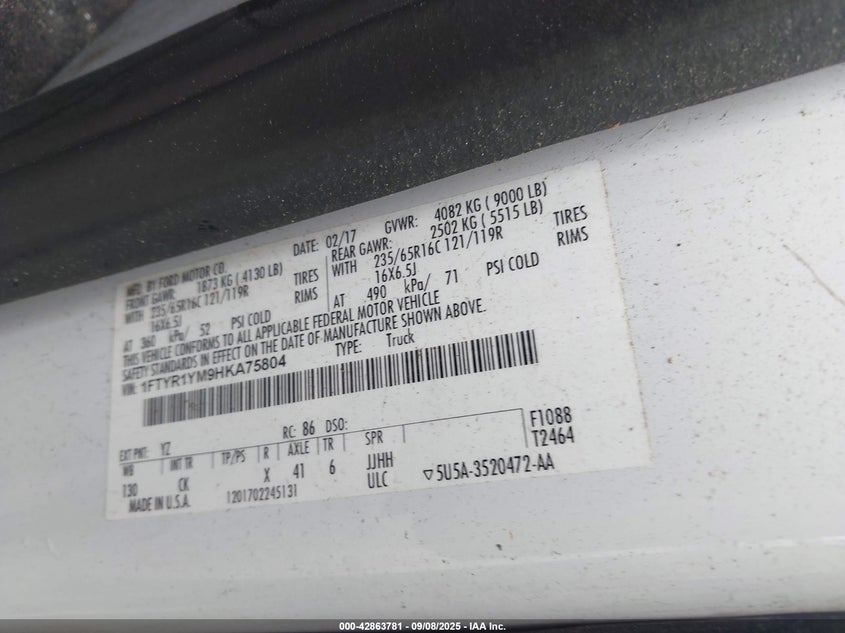 MFD. BY FORD MOTOR CO.
DATE: 02/17
GVWR: 4082 KG ( 9000 LB)
FRONT GAWR: 1873 KG ( 4130 LB)
REAR GAWR: 2502 KG ( 5515 LB)
WITH 235/65R16C 121/119R TIRES
WITH 235/65R16C 121/119R TIRES
16X6.5J RIMS
16X6.5J RIMS
AT 360 kPa/ 52 PSI COLD
AT 490 kPa/ 71 PSI COLD
THIS VEHICLE CONFORMS TO ALL APPLICABLE FEDERAL MOTOR VEHICLE
SAFETY STANDARDS IN EFFECT ON THE DATE OF MANUFACTURE SHOWN ABOVE.
VIN: 1FTYR1YM9HKA75804
TYPE: Truck
EXT PNT: YZ RC: 86 DSO:
WB INT TR TP/PS R AXLE TR SPR
130 CK X 41 6 JJHH
ULC
F1088
T2464
MADE IN U.S.A. 1201702245131
5U5A-3520472-AA
000-42863781 - 09/08/2025 - IAA Inc.